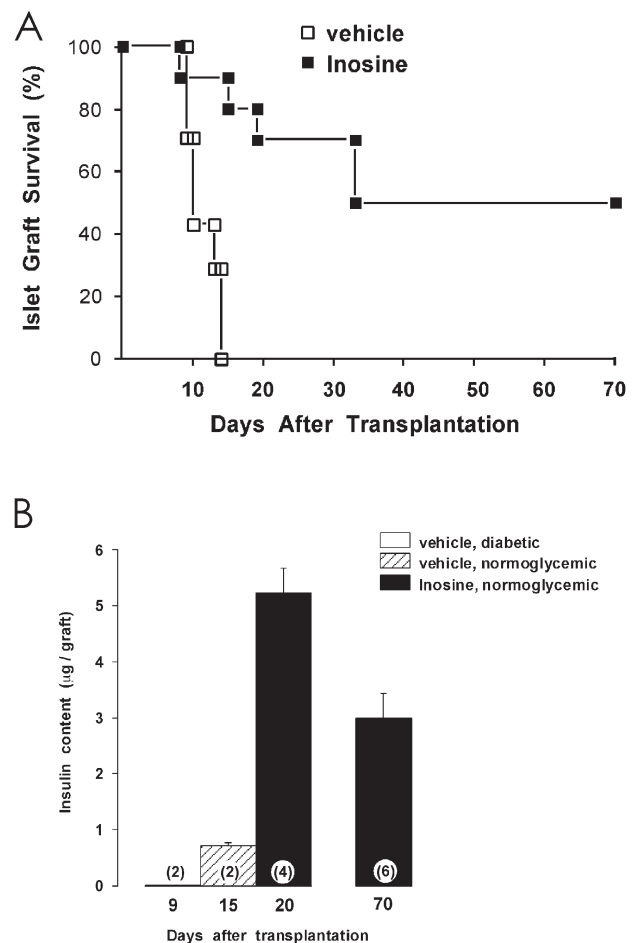 A
vehicle
Inosine
Islet Graft Survival (%)
100
80
60
40
20
0
10 20 30 40 50 60 70
Days After Transplantation
B
vehicle, diabetic
vehicle, normoglycemic
Inosine, normoglycemic
Insulin content (µg / graft)
6
5
4
3
2
1
0
(2) (2) (4) (6)
9 15 20 70
Days after transplantation